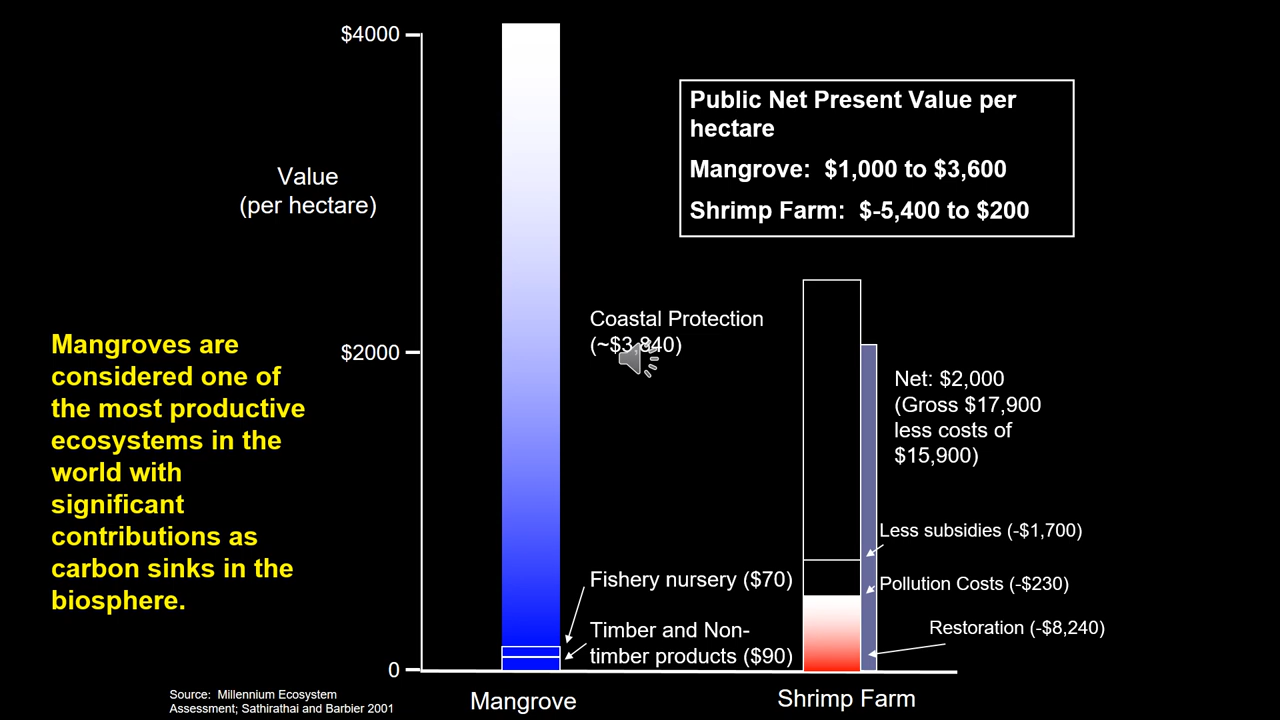 $4000
Value
(per hectare)
$2000
0
Public Net Present Value per
hectare
Mangrove:  $1,000 to $3,600
Shrimp Farm:  $-5,400 to $200
Mangroves are
considered one of
the most productive
ecosystems in the
world with
significant
contributions as
carbon sinks in the
biosphere.
Coastal Protection
(~$3,840)
Fishery nursery ($70)
Timber and Non-
timber products ($90)
Net: $2,000
(Gross $17,900
less costs of
$15,900)
Less subsidies (-$1,700)
Pollution Costs (-$230)
Restoration (-$8,240)
Mangrove
Shrimp Farm
Source:  Millennium Ecosystem
Assessment; Sathirathai and Barbier 2001